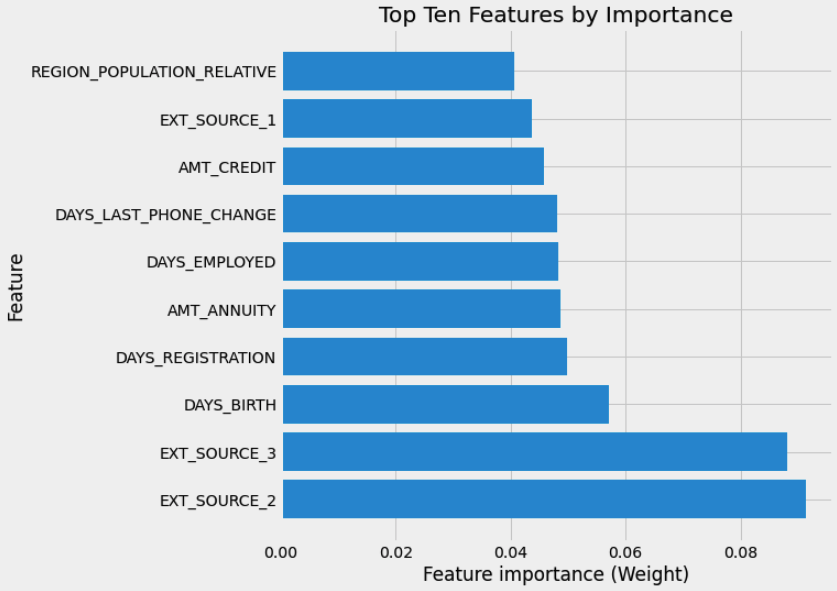 Top Ten Features by Importance
REGION_POPULATION_RELATIVE
EXT_SOURCE_1
AMT_CREDIT
DAYS_LAST_PHONE_CHANGE
DAYS_EMPLOYED
AMT_ANNUITY
DAYS_REGISTRATION
DAYS_BIRTH
EXT_SOURCE_3
EXT_SOURCE_2
Feature
0.00 0.02 0.04 0.06 0.08
Feature importance (Weight)